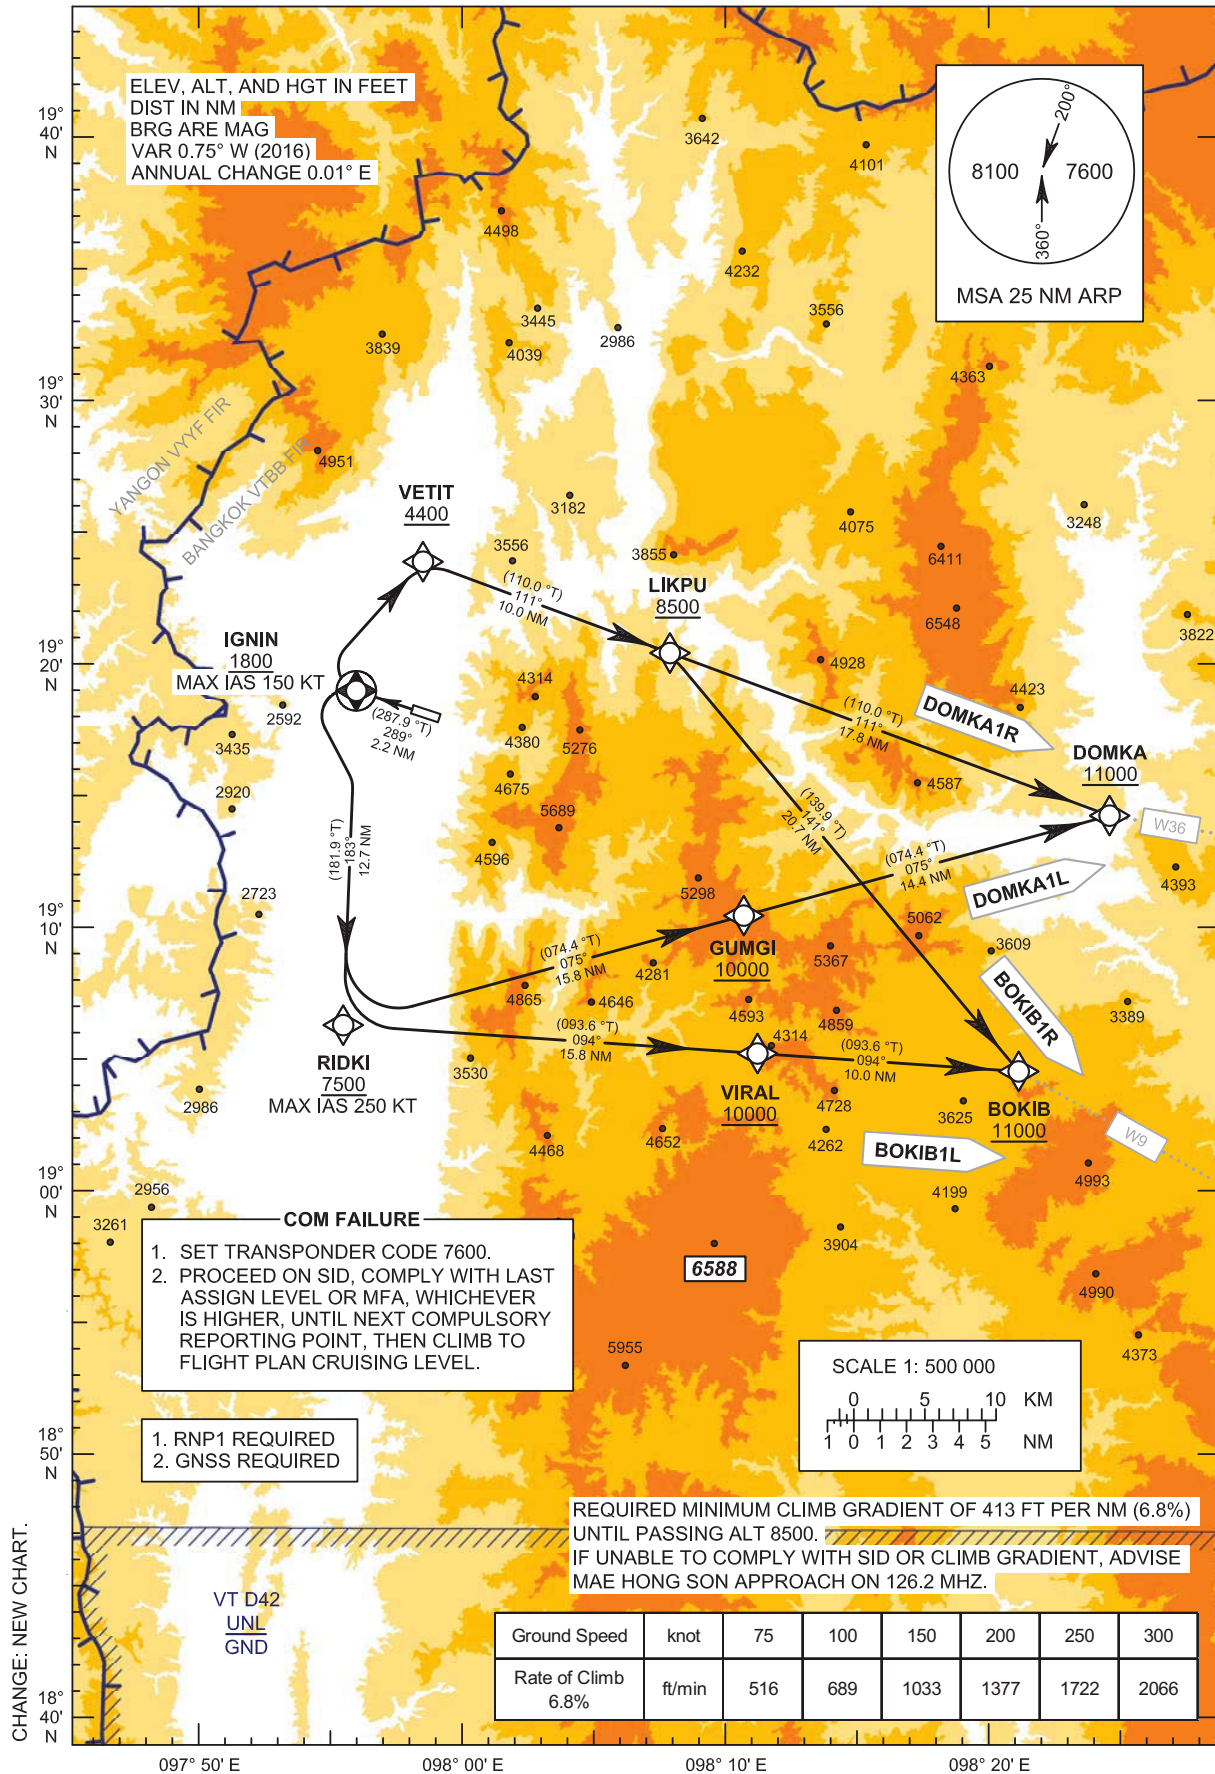 ELEV, ALT, AND HGT IN FEET
DIST IN NM
BRG ARE MAG
VAR 0.75° W (2016)
ANNUAL CHANGE 0.01° E
19°
40'
N
3642
4101
200°
8100
7600
360°
MSA 25 NM ARP
4498
4232
3445
3556
2986
3839
4039
4363
19°
30'
N
YANGON VYYF FIR
BANGKOK VTBB FIR
4951
VETIT
4400
3182
4075
3248
3556
3855
6411
(110.0 °T)
111°
10.0 NM
LIKPU
8500
6548
3822
IGNIN
1800
MAX IAS 150 KT
19°
20'
N
4928
4314
4423
2592
(287.9 °T)
289°
2.2 NM
(110.0 °T)
111°
17.8 NM
DOMKA1R
3435
4380
5276
DOMKA
11000
4675
4587
2920
5689
(139.9 °T)
141°
20.7 NM
W36
4596
(181.9 °T)
183°
12.7 NM
(074.4 °T)
075°
14.4 NM
4393
5298
DOMKA1L
2723
19°
10'
N
5062
GUMGI
10000
3609
(074.4 °T)
075°
15.8 NM
4281
5367
4865
4646
4593
4859
BOKIB1R
3389
RIDKI
7500
MAX IAS 250 KT
(093.6 °T)
094°
15.8 NM
4314
(093.6 °T)
094°
10.0 NM
3530
VIRAL
10000
2986
4728
3625
BOKIB
11000
W9
4468
4652
4262
BOKIB1L
4993
19°
00'
N
2956
4199
3261
3904
COM FAILURE
1. SET TRANSPONDER CODE 7600.
2. PROCEED ON SID, COMPLY WITH LAST
ASSIGN LEVEL OR MFA, WHICHEVER
IS HIGHER, UNTIL NEXT COMPULSORY
REPORTING POINT, THEN CLIMB TO
FLIGHT PLAN CRUISING LEVEL.
6588
4990
5955
4373
SCALE 1: 500 000
0 5 10 KM
1 0 1 2 3 4 5 NM
1. RNP1 REQUIRED
2. GNSS REQUIRED
18°
50'
N
REQUIRED MINIMUM CLIMB GRADIENT OF 413 FT PER NM (6.8%)
UNTIL PASSING ALT 8500.
IF UNABLE TO COMPLY WITH SID OR CLIMB GRADIENT, ADVISE
MAE HONG SON APPROACH ON 126.2 MHZ.
VT D42
UNL
GND
Ground Speed knot 75 100 150 200 250 300
Rate of Climb
6.8% ft/min 516 689 1033 1377 1722 2066
18°
40'
N
CHANGE: NEW CHART.
097° 50' E
098° 00' E
098° 10' E
098° 20' E